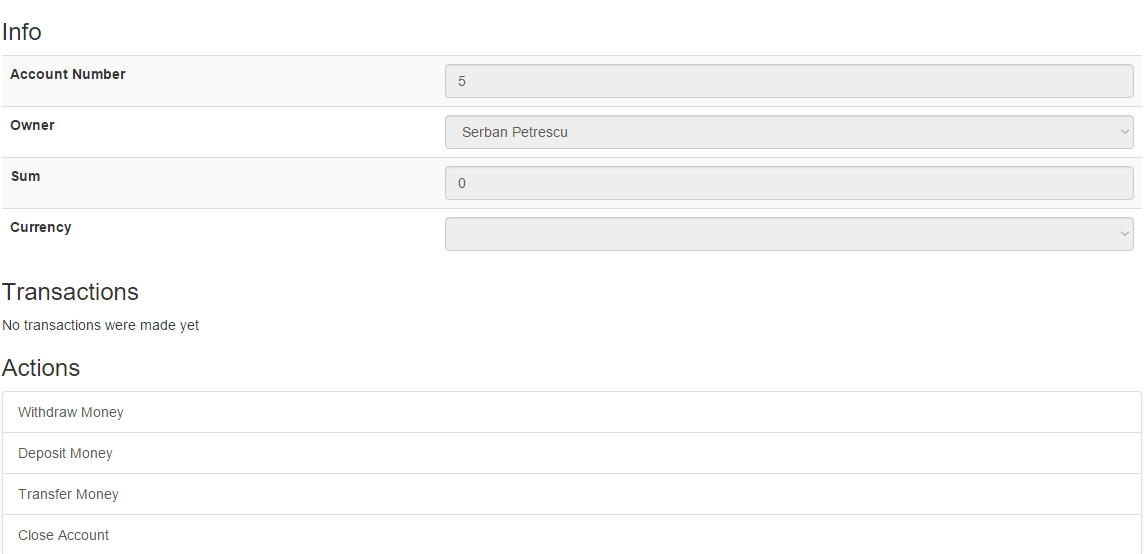 Info
Account Number 5
Owner Serban Petrescu
Sum 0
Currency
Transactions
No transactions were made yet
Actions
Withdraw Money
Deposit Money
Transfer Money
Close Account